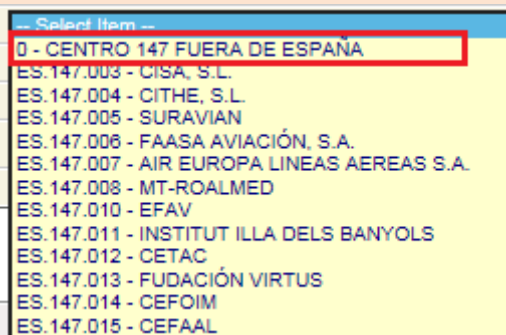 -- Select Item --
0 - CENTRO 147 FUERA DE ESPAÑA
ES.147.003 - CISA, S.L.
ES.147.004 - CITHE, S.L.
ES.147.005 - SURAVIAN
ES.147.006 - FAASA AVIACIÓN, S.A.
ES.147.007 - AIR EUROPA LINEAS AEREAS S.A.
ES.147.008 - MT-ROALMED
ES.147.010 - EFAV
ES.147.011 - INSTITUT ILLA DELS BANYOLS
ES.147.012 - CETAC
ES.147.013 - FUDACIÓN VIRTUS
ES.147.014 - CEFOIM
ES.147.015 - CEFAAL